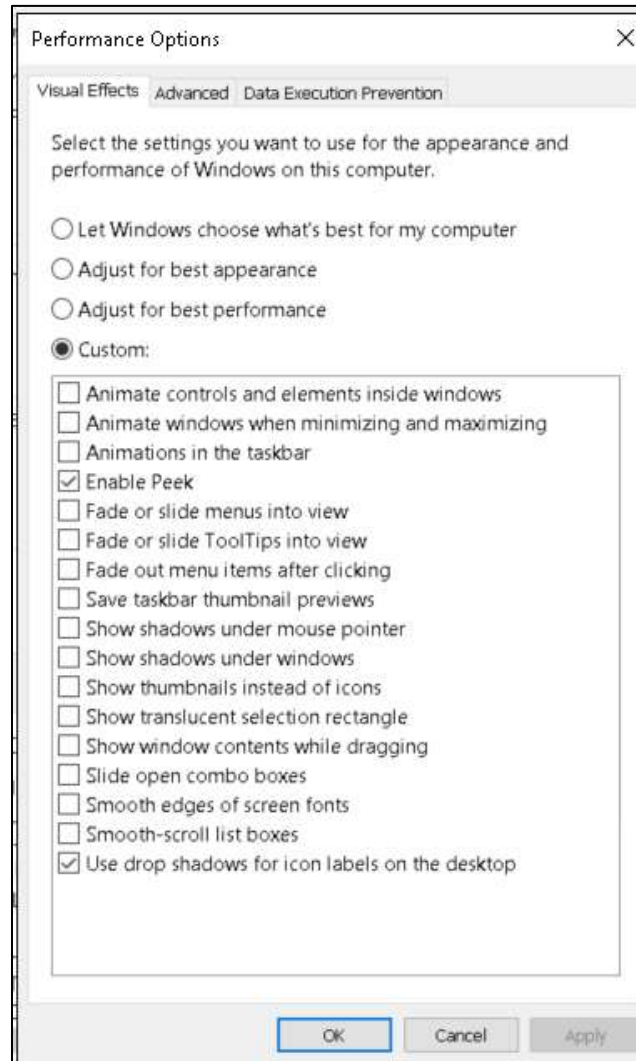 Performance Options
Visual Effects Advanced Data Execution Prevention
Select the settings you want to use for the appearance and
performance of Windows on this computer.
Let Windows choose what's best for my computer
Adjust for best appearance
Adjust for best performance
Custom:
Animate controls and elements inside windows
Animate windows when minimizing and maximizing
Animations in the taskbar
Enable Peek
Fade or slide menus into view
Fade or slide ToolTips into view
Fade out menu items after clicking
Save taskbar thumbnail previews
Show shadows under mouse pointer
Show shadows under windows
Show thumbnails instead of icons
Show translucent selection rectangle
Show window contents while dragging
Slide open combo boxes
Smooth edges of screen fonts
Smooth-scroll list boxes
Use drop shadows for icon labels on the desktop
OK Cancel Apply